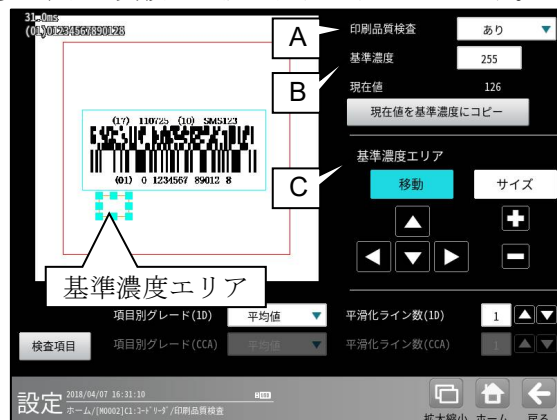 31.0ms
(01)01234567890128
A
印刷品質検査
あり
基準濃度
255
B
現在値
126
現在値を基準濃度にコピー
(17) 110725 (10) SMS123
(01) 0 1234567 89012 8
基準濃度エリア
C
移動
サイズ
基準濃度エリア
項目別グレード(1D)
平均値
平滑化ライン数(1D)
1
検査項目
項目別グレード(CCA)
平均値
平滑化ライン数(CCA)
1
設定
2018/04/07 16:31:10
ホーム/[M0002]C1:コードリーダ/印刷品質検査
拡大縮小
ホーム
戻る